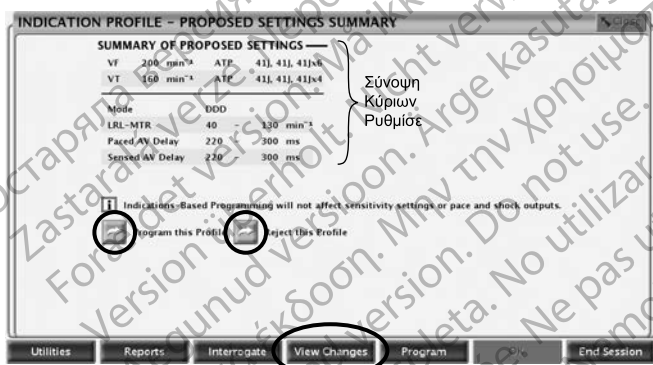 INDICATION PROFILE – PROPOSED SETTINGS SUMMARY
Close
SUMMARY OF PROPOSED SETTINGS
VF 200 min⁻¹ ATP 41J, 41J, 41Jx6
VT 160 min⁻¹ ATP 41J, 41J, 41Jx4
Σύνοψη
Κύριων
Ρυθμίσε
Mode DDD
LRL-MTR 40 - 130 min⁻¹
Paced AV Delay 220 - 300 ms
Sensed AV Delay 220 - 300 ms
i Indications-Based Programming will not affect sensitivity settings or pace and shock outputs.
Program this Profile Reject this Profile
Utilities Reports Interrogate View Changes Program End Session